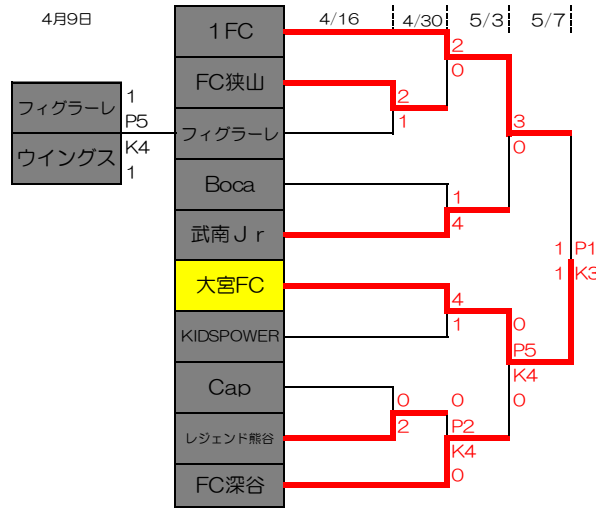 4月9日
4/16
4/30
5/3
5/7
1FC
2
0
FC狭山
2
1
フィグラーレ
1
P5
ウイングス
K4
1
フィグラーレ
3
0
Boca
1
4
武南Jr
1 P1
1 K3
大宮FC
4
1
0
P5
K4
0
KIDSPOWER
Cap
0
2
0
P2
K4
0
レジェンド熊谷
FC深谷